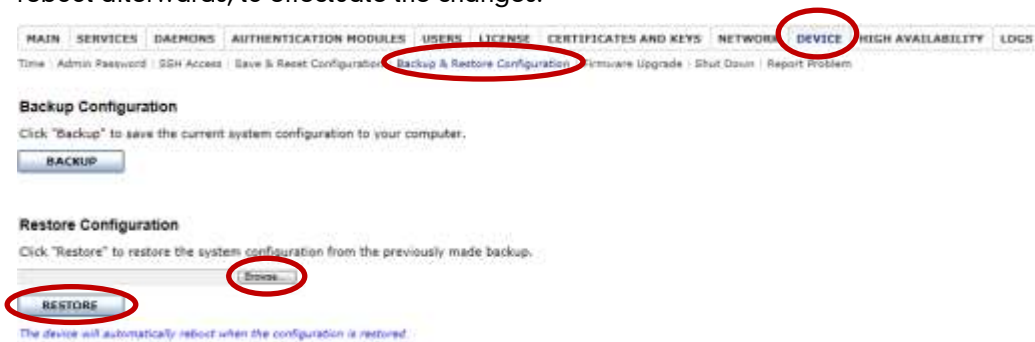 reboot afterwards, to effectuate the changes.
MAIN SERVICES DAEMONS AUTHENTICATION MODULES USERS LICENSE CERTIFICATES AND KEYS NETWORK DEVICE HIGH AVAILABILITY LOGS
Time | Admin Password | SSH Access | Save & Reset Configuration | Backup & Restore Configuration | Firmware Upgrade | Shut Down | Report Problem
Backup Configuration
Click "Backup" to save the current system configuration to your computer.
BACKUP
Restore Configuration
Click "Restore" to restore the system configuration from the previously made backup.
Browse...
RESTORE
The device will automatically reboot when the configuration is restored.